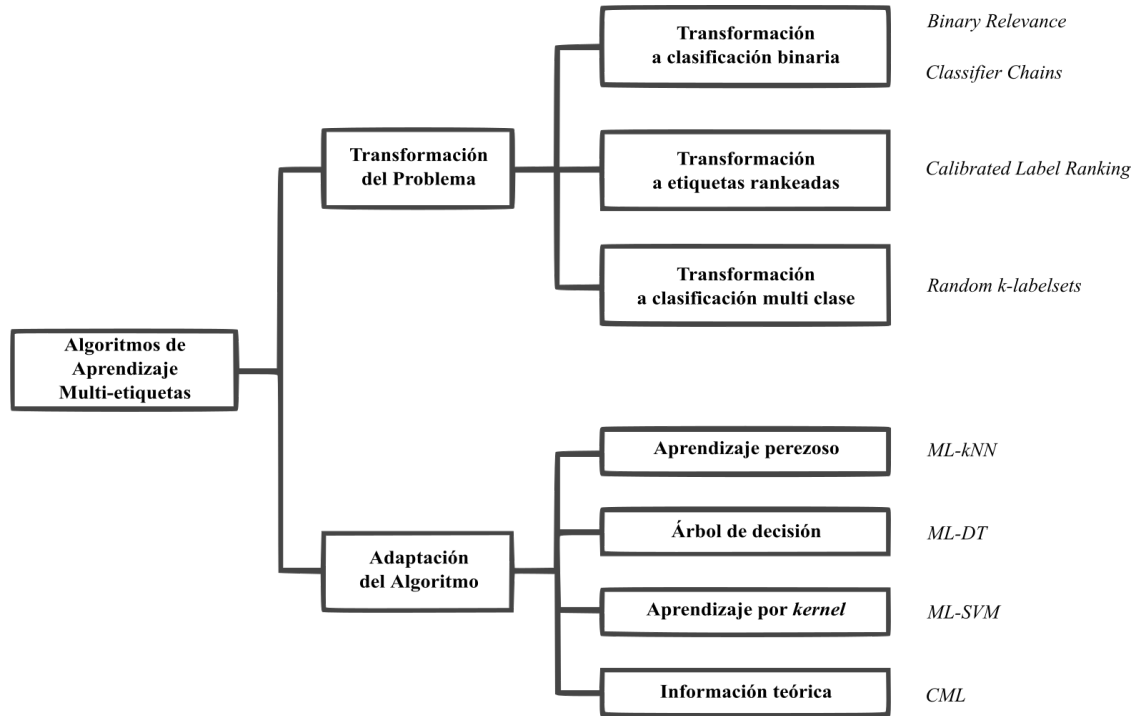 Algoritmos de
Aprendizaje
Multi-etiquetas
Transformación
del Problema
Transformación
a clasificación binaria
Binary Relevance
Classifier Chains
Transformación
a etiquetas rankeadas
Calibrated Label Ranking
Transformación
a clasificación multi clase
Random k-labelsets
Adaptación
del Algoritmo
Aprendizaje perezoso
ML-kNN
Árbol de decisión
ML-DT
Aprendizaje por kernel
ML-SVM
Información teórica
CML